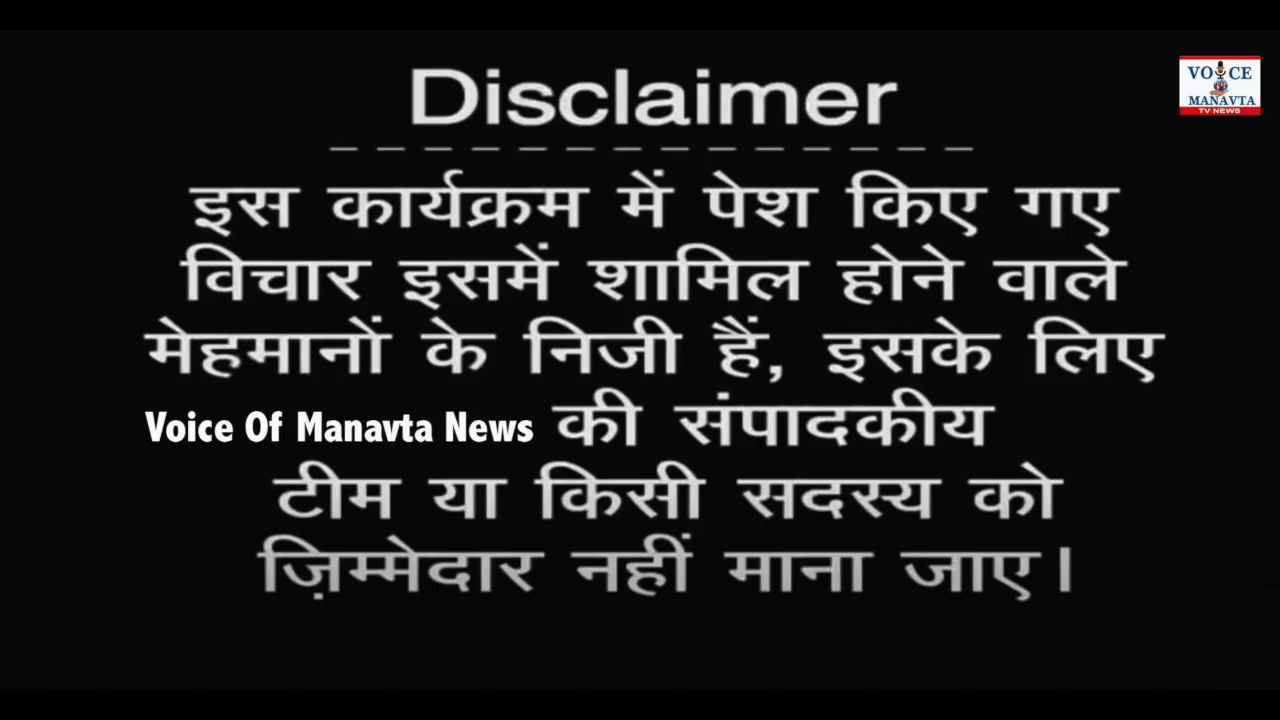 Disclaimer
VOICE
MANAVTA
TV NEWS
इस कार्यक्रम में पेश किए गए
विचार इसमें शामिल होने वाले
मेहमानों के निजी हैं, इसके लिए
Voice Of Manavta News की संपादकीय
टीम या किसी सदस्य को
ज़िम्मेदार नहीं माना जाए।